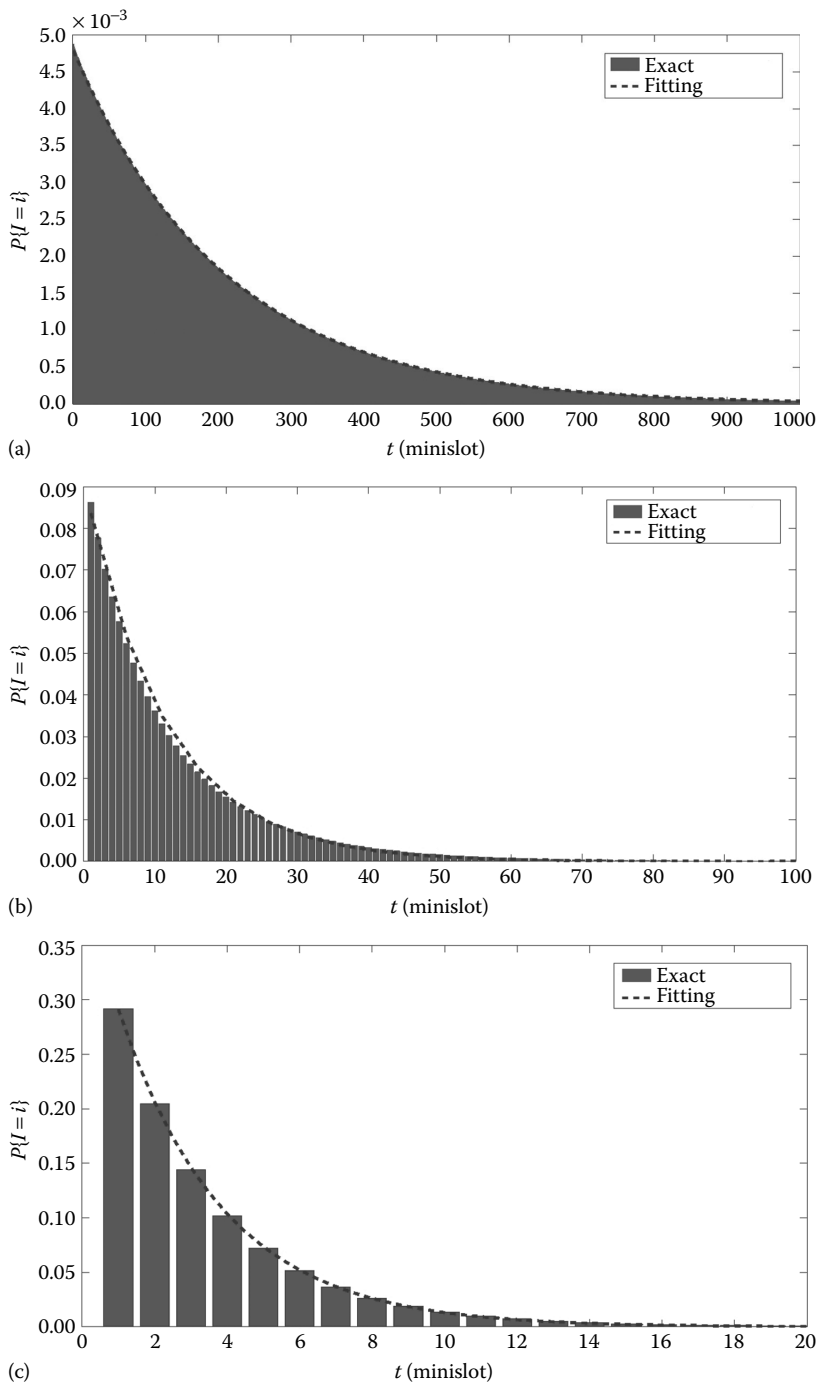 × 10−3
5.0
4.5
4.0
3.5
3.0
2.5
2.0
1.5
1.0
0.5
0.0
P{I = i}
Exact
Fitting
0 100 200 300 400 500 600 700 800 900 1000
t (minislot)
(a)
0.09
0.08
0.07
0.06
0.05
0.04
0.03
0.02
0.01
0.00
P{I = i}
Exact
Fitting
0 10 20 30 40 50 60 70 80 90 100
t (minislot)
(b)
0.35
0.30
0.25
0.20
0.15
0.10
0.05
0.00
P{I = i}
Exact
Fitting
0 2 4 6 8 10 12 14 16 18 20
t (minislot)
(c)